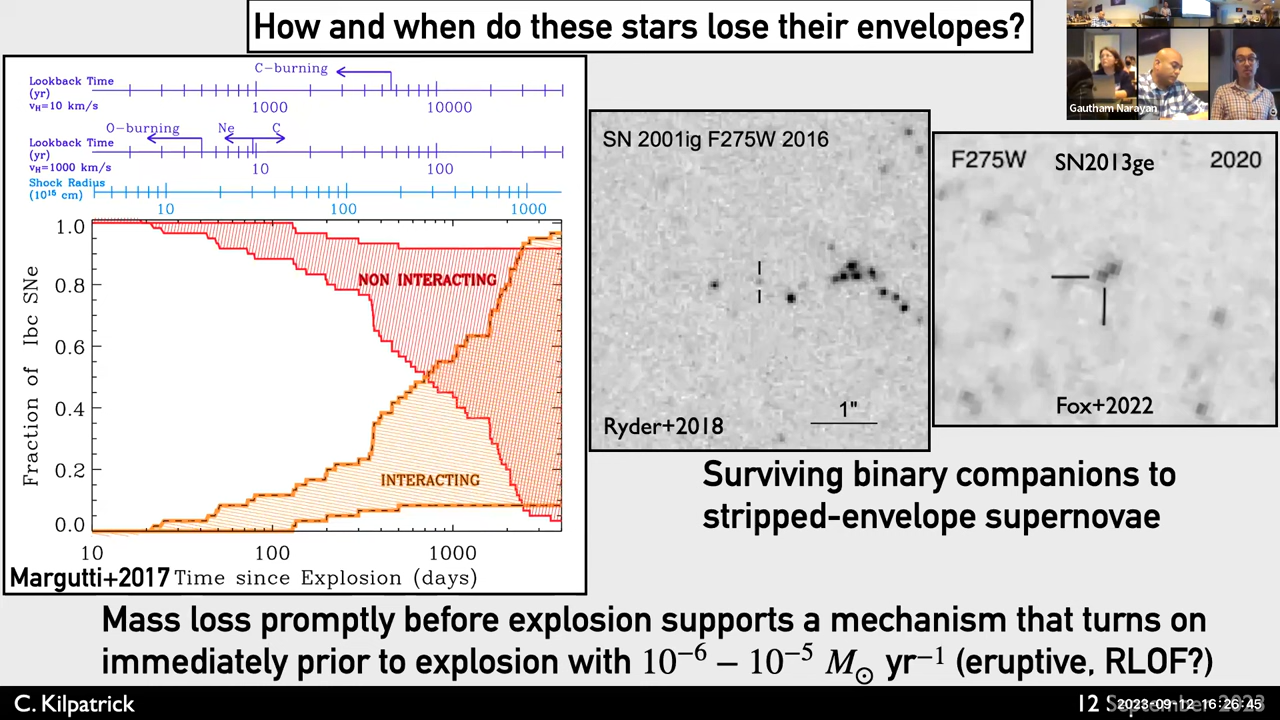 How and when do these stars lose their envelopes?
Gautham Narayan
C-burning
Lookback Time
(yr)
vH=10 km/s
1000 10000
O-burning Ne C
Lookback Time
(yr)
vH=1000 km/s
10 100
Shock Radius
(10¹⁶ cm)
10 100 1000
1.0
0.8
0.6
0.4
0.2
0.0
Fraction of Ibc SNe
NON INTERACTING
INTERACTING
10 100 1000
Margutti+2017 Time since Explosion (days)
SN 2001ig F275W 2016
Ryder+2018
1"
F275W SN2013ge 2020
Fox+2022
Surviving binary companions to
stripped-envelope supernovae
Mass loss promptly before explosion supports a mechanism that turns on
immediately prior to explosion with 10⁻⁶ – 10⁻⁵ M⊙ yr⁻¹ (eruptive, RLOF?)
C. Kilpatrick
12 September 2023
2023-09-12 16:26:45